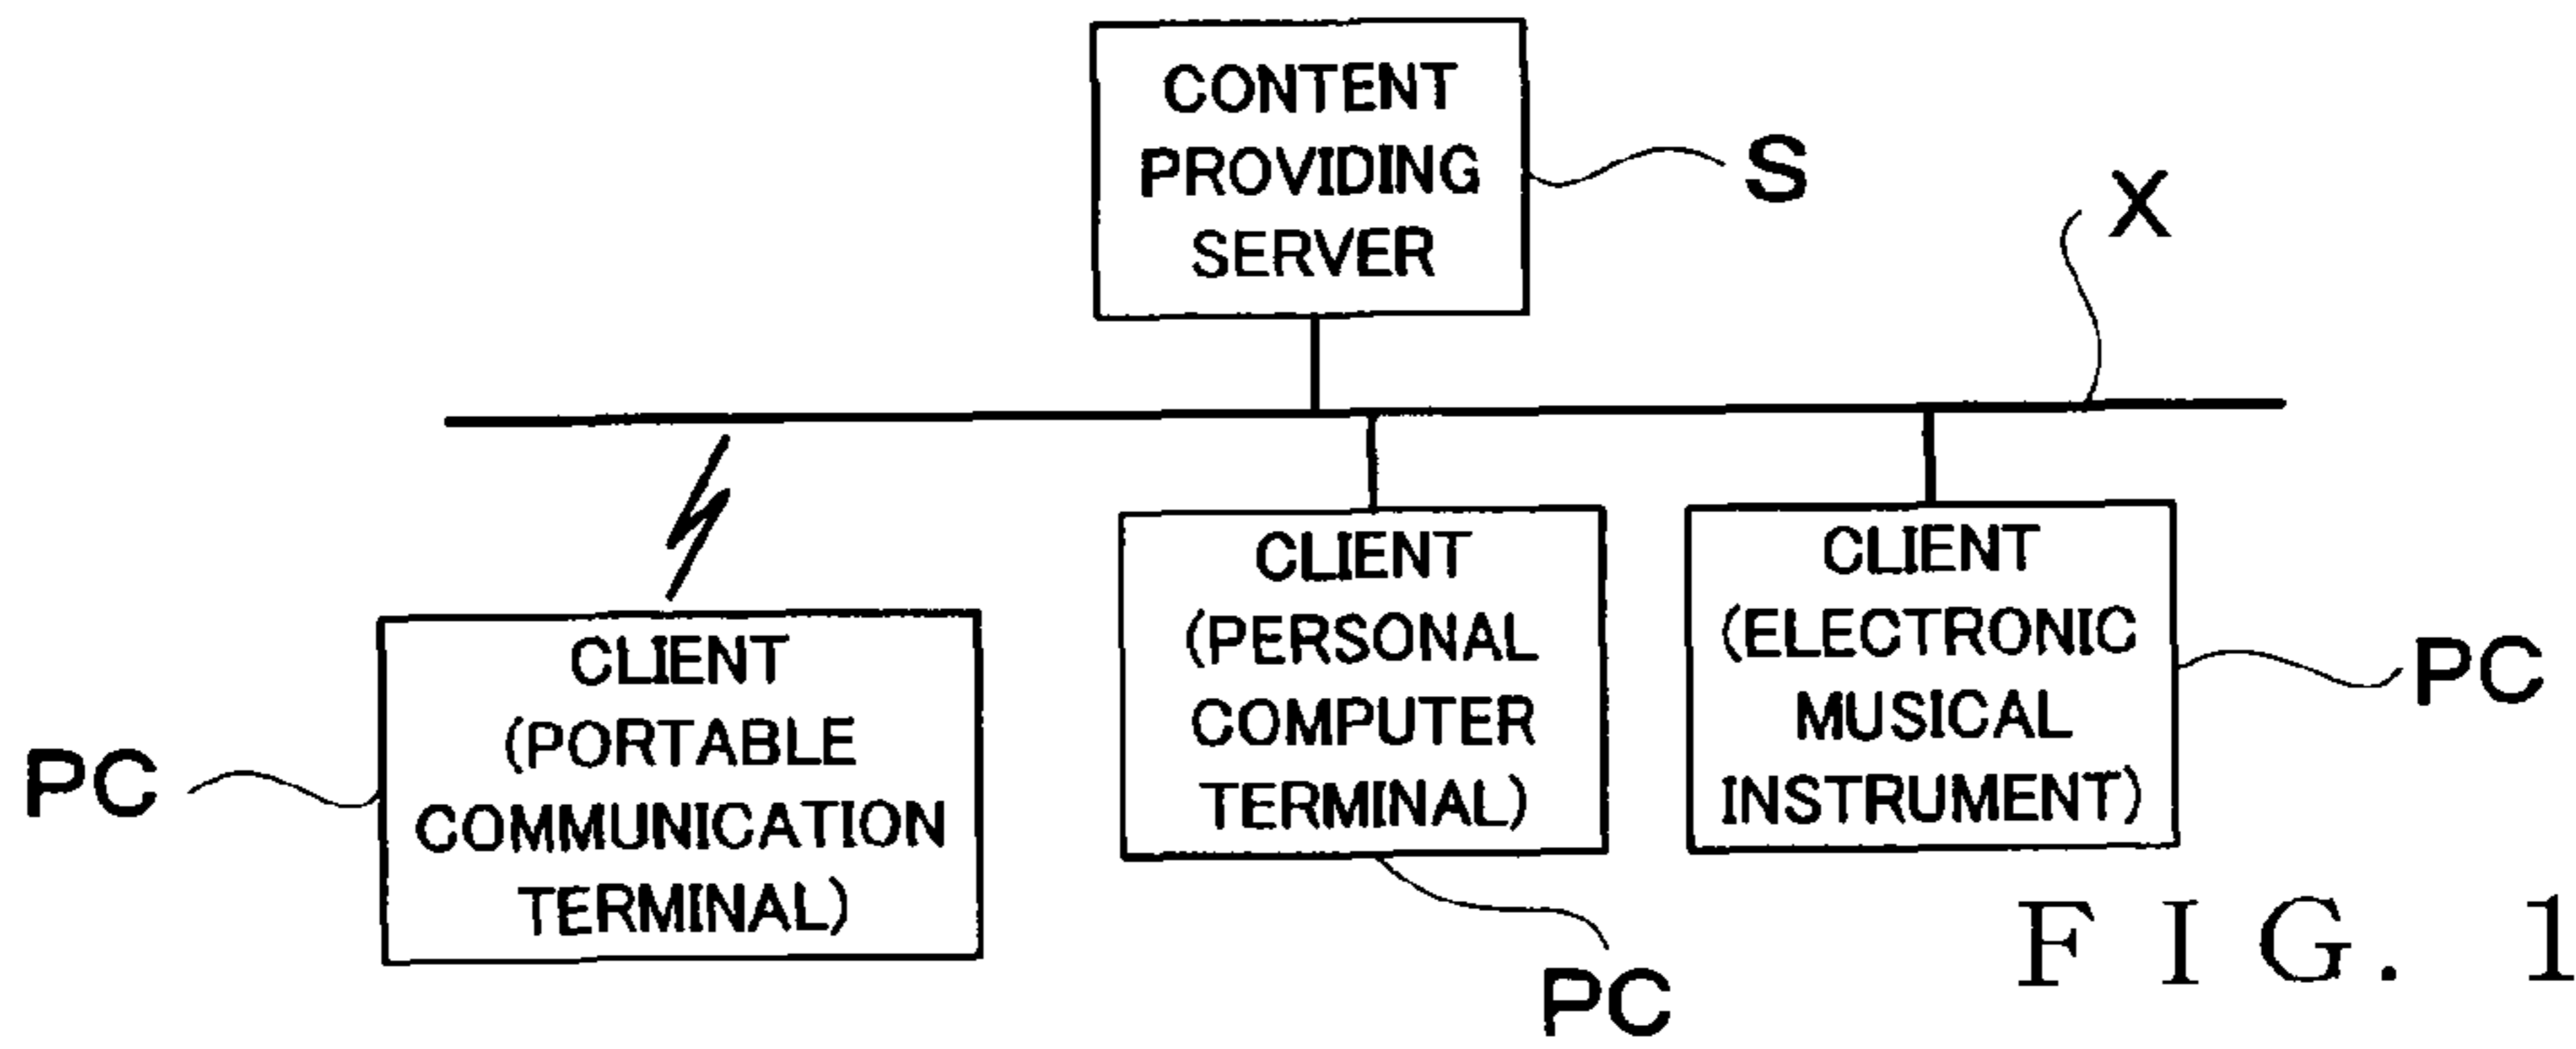 CONTENT
PROVIDING
SERVER
S
X
CLIENT
(PORTABLE
COMMUNICATION
TERMINAL)
PC
CLIENT
(PERSONAL
COMPUTER
TERMINAL)
PC
CLIENT
(ELECTRONIC
MUSICAL
INSTRUMENT)
PC
FIG. 1